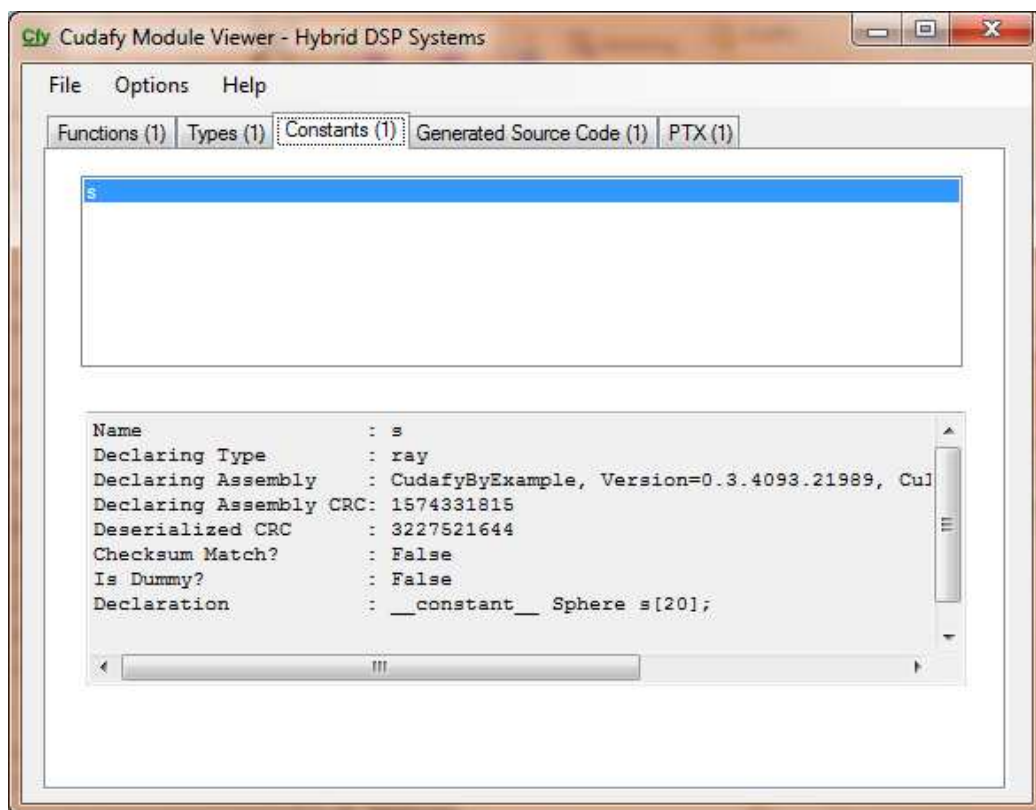 Cfy Cudafy Module Viewer - Hybrid DSP Systems
File Options Help
Functions (1) Types (1) Constants (1) Generated Source Code (1) PTX (1)
s
Name : s
Declaring Type : ray
Declaring Assembly : CudafyByExample, Version=0.3.4093.21989, Cul
Declaring Assembly CRC: 1574331815
Deserialized CRC : 3227521644
Checksum Match? : False
Is Dummy? : False
Declaration : __constant__ Sphere s[20];